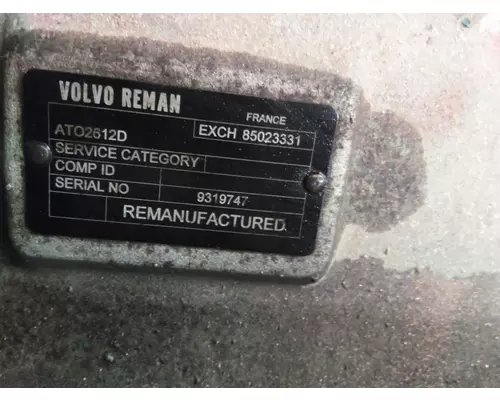 VOLVO REMAN
FRANCE
ATO2612D EXCH 85023331
SERVICE CATEGORY
COMP ID
SERIAL NO 9319747
REMANUFACTURED